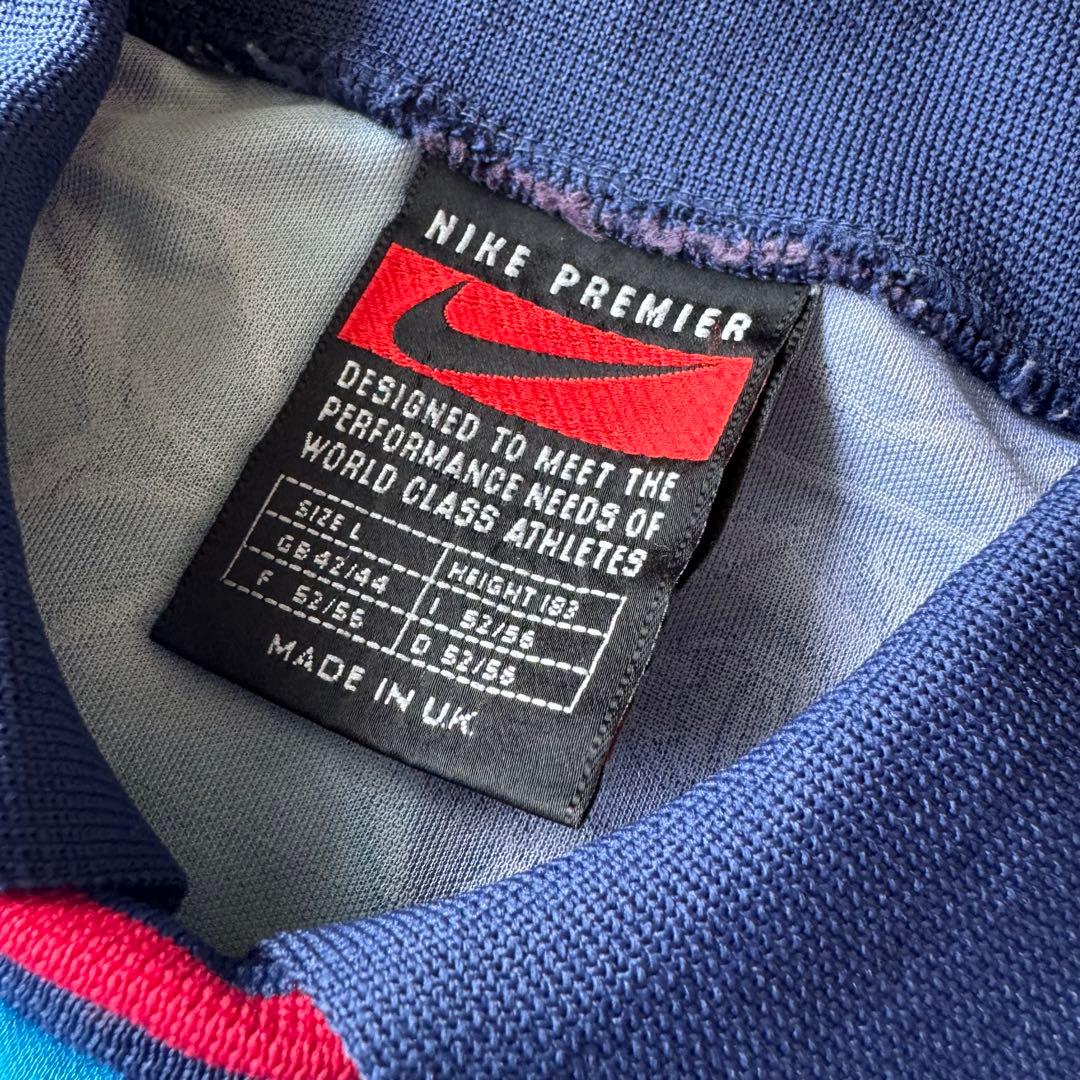 NIKE PREMIER
DESIGNED TO MEET THE
PERFORMANCE NEEDS OF
WORLD CLASS ATHLETES
SIZE L HEIGHT 183
GB 42/44 I 52/56
F 52/56 D 52/56
MADE IN U.K.